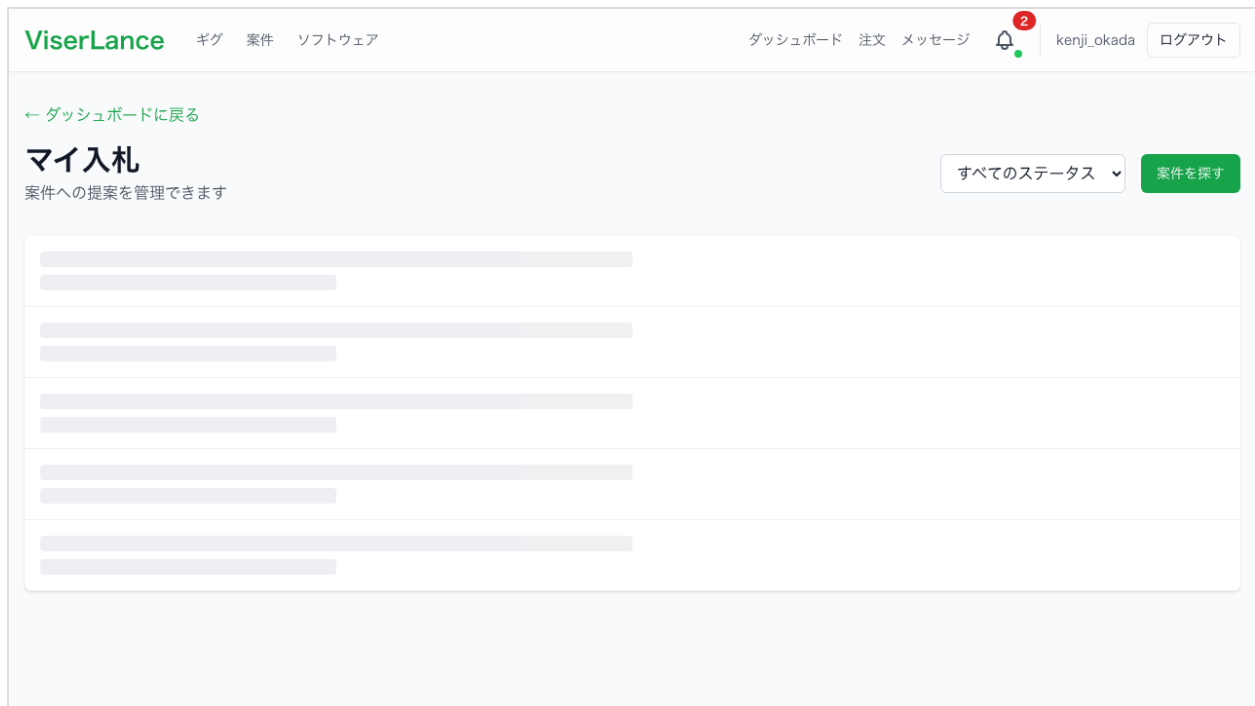 ViserLance ギグ 案件 ソフトウェア ダッシュボード 注文 メッセージ 2 kenji_okada ログアウト
← ダッシュボードに戻る
マイ入札
案件への提案を管理できます
すべてのステータス 案件を探す